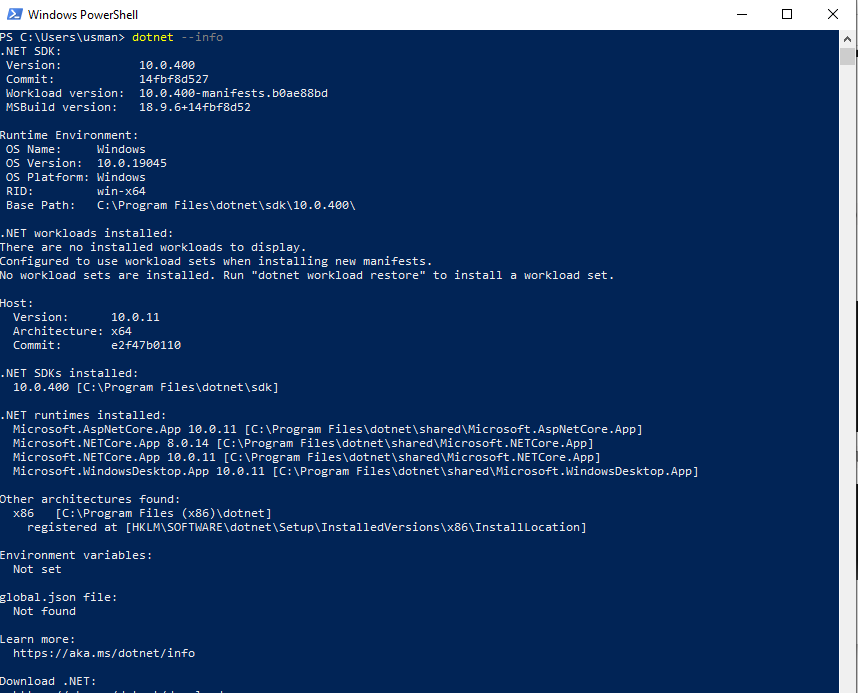 Windows PowerShell
PS C:\Users\usman> dotnet --info
.NET SDK:
 Version:           10.0.400
 Commit:            14fbf8d527
 Workload version:  10.0.400-manifests.b0ae88bd
 MSBuild version:   18.9.6+14fbf8d52
Runtime Environment:
 OS Name:     Windows
 OS Version:  10.0.19045
 OS Platform: Windows
 RID:         win-x64
 Base Path:   C:\Program Files\dotnet\sdk\10.0.400\
.NET workloads installed:
There are no installed workloads to display.
Configured to use workload sets when installing new manifests.
No workload sets are installed. Run "dotnet workload restore" to install a workload set.
Host:
  Version:      10.0.11
  Architecture: x64
  Commit:       e2f47b0110
.NET SDKs installed:
  10.0.400 [C:\Program Files\dotnet\sdk]
.NET runtimes installed:
  Microsoft.AspNetCore.App 10.0.11 [C:\Program Files\dotnet\shared\Microsoft.AspNetCore.App]
  Microsoft.NETCore.App 8.0.14 [C:\Program Files\dotnet\shared\Microsoft.NETCore.App]
  Microsoft.NETCore.App 10.0.11 [C:\Program Files\dotnet\shared\Microsoft.NETCore.App]
  Microsoft.WindowsDesktop.App 10.0.11 [C:\Program Files\dotnet\shared\Microsoft.WindowsDesktop.App]
Other architectures found:
  x86   [C:\Program Files (x86)\dotnet]
    registered at [HKLM\SOFTWARE\dotnet\Setup\InstalledVersions\x86\InstallLocation]
Environment variables:
  Not set
global.json file:
  Not found
Learn more:
  https://aka.ms/dotnet/info
Download .NET: